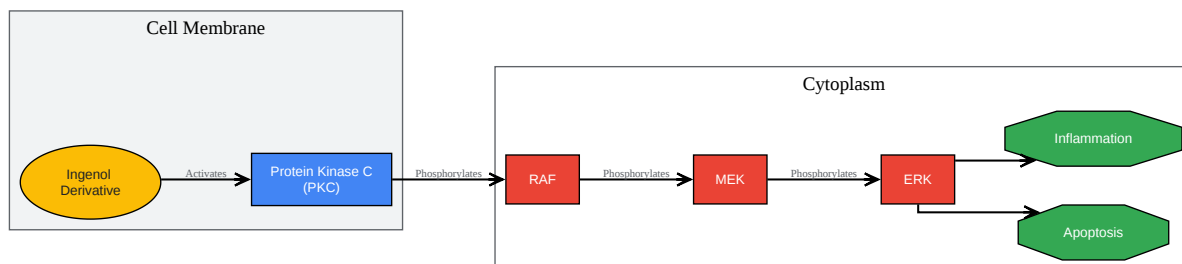 Cell Membrane
Cytoplasm
Ingenol
Derivative
Activates
Protein Kinase C
(PKC)
Phosphorylates
RAF
Phosphorylates
MEK
Phosphorylates
ERK
Inflammation
Apoptosis